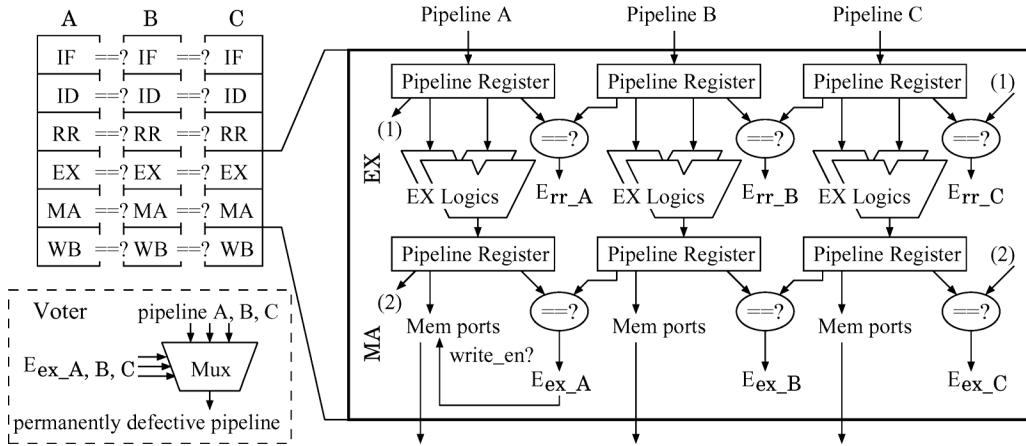 A B C
IF ==? IF ==? IF
ID ==? ID ==? ID
RR ==? RR ==? RR
EX ==? EX ==? EX
MA ==? MA ==? MA
WB ==? WB ==? WB
Voter
pipeline A, B, C
Eex_A, B, C
Mux
permanently defective pipeline
Pipeline A Pipeline B Pipeline C
Pipeline Register Pipeline Register Pipeline Register (1)
(1) ==? ==? ==?
EX
EX Logics Err_A EX Logics Err_B EX Logics Err_C
Pipeline Register Pipeline Register Pipeline Register (2)
(2) ==? ==? ==?
MA
Mem ports Mem ports Mem ports
write_en?
Eex_A Eex_B Eex_C